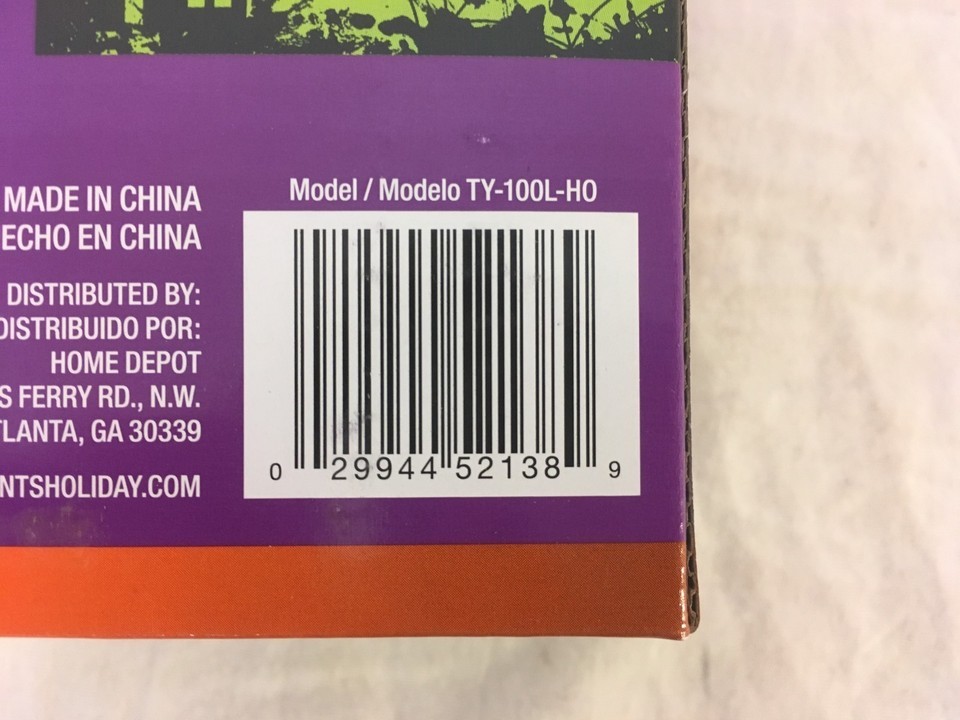 MADE IN CHINA
ECHO EN CHINA
DISTRIBUTED BY:
DISTRIBUIDO POR:
HOME DEPOT
S FERRY RD., N.W.
TLANTA, GA 30339
NTSHOLIDAY.COM
Model / Modelo TY-100L-HO
0 29944 52138 9